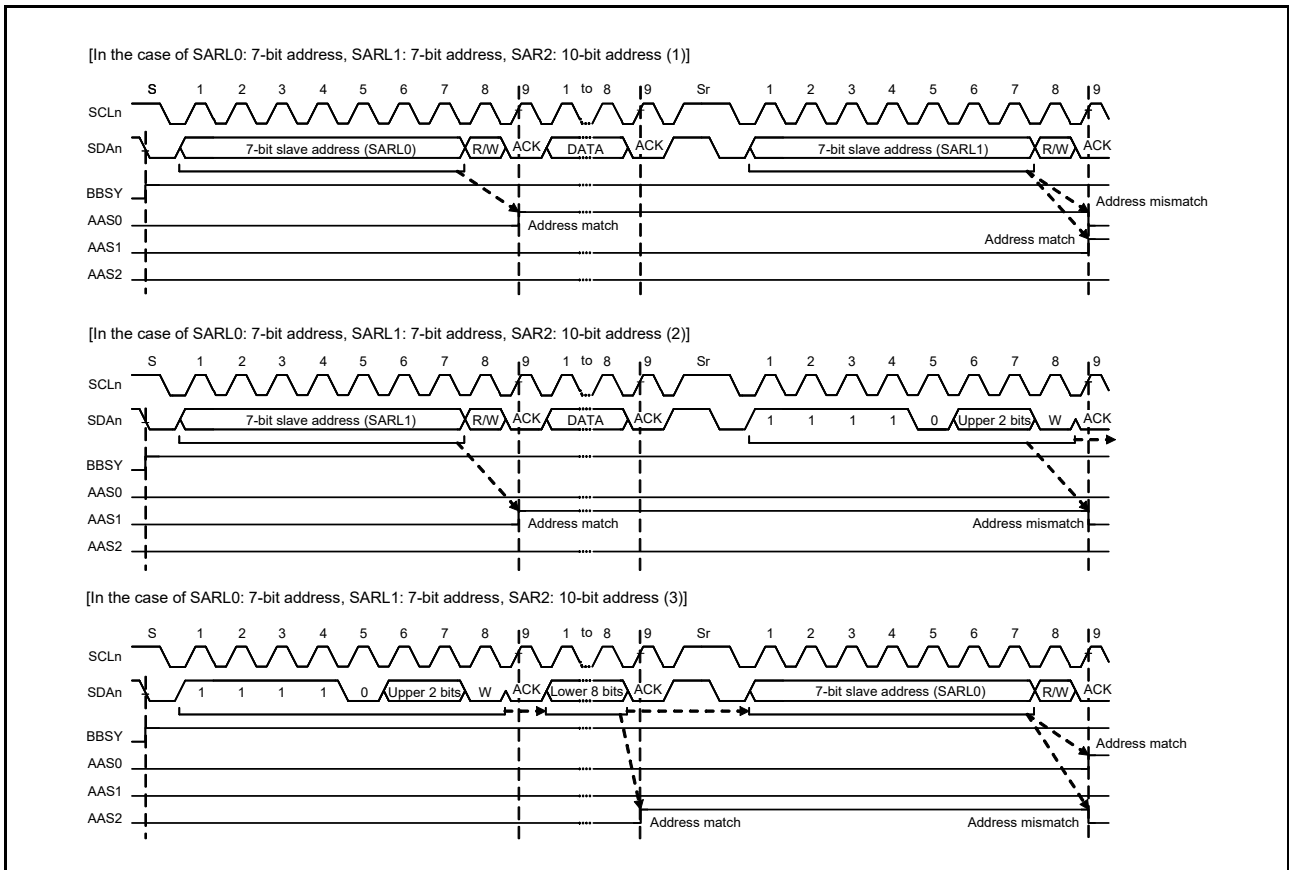 [In the case of SARL0: 7-bit address, SARL1: 7-bit address, SAR2: 10-bit address (1)]
S 1 2 3 4 5 6 7 8 9 1 to 8 9 Sr 1 2 3 4 5 6 7 8 9
SCLn
SDAn 7-bit slave address (SARL0) R/W ACK DATA ACK 7-bit slave address (SARL1) R/W ACK
BBSY
Address mismatch
AAS0 Address match
AAS1 Address match
AAS2
[In the case of SARL0: 7-bit address, SARL1: 7-bit address, SAR2: 10-bit address (2)]
S 1 2 3 4 5 6 7 8 9 1 to 8 9 Sr 1 2 3 4 5 6 7 8 9
SCLn
SDAn 7-bit slave address (SARL1) R/W ACK DATA ACK 1 1 1 1 0 Upper 2 bits W ACK
BBSY
AAS0
AAS1 Address match Address mismatch
AAS2
[In the case of SARL0: 7-bit address, SARL1: 7-bit address, SAR2: 10-bit address (3)]
S 1 2 3 4 5 6 7 8 9 1 to 8 9 Sr 1 2 3 4 5 6 7 8 9
SCLn
SDAn 1 1 1 1 0 Upper 2 bits W ACK Lower 8 bits ACK 7-bit slave address (SARL0) R/W ACK
BBSY Address match
AAS0
AAS1
AAS2 Address match Address mismatch